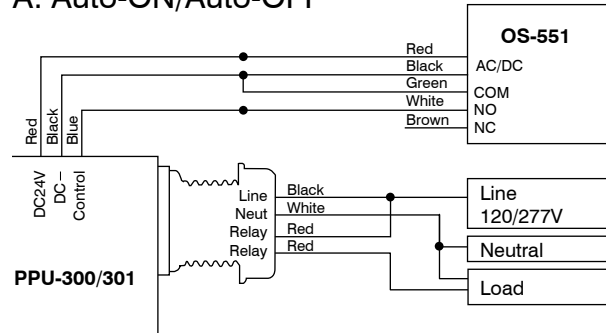 A: Auto-ON/Auto-OFF
OS-551
Red
Black
AC/DC
Green
COM
White
NO
Brown
NC
Red
Black
Blue
DC24V
DC–
Control
PPU-300/301
Line
Neut
Relay
Relay
Black
White
Red
Red
Line
120/277V
Neutral
Load